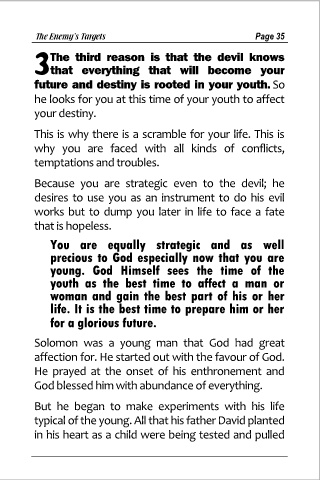 The Enemy's Targets Page 35
3The third reason is that the devil knows
that everything that will become your
future and destiny is rooted in your youth. So
he looks for you at this time of your youth to affect
your destiny.
This is why there is a scramble for your life. This is
why you are faced with all kinds of conflicts,
temptations and troubles.
Because you are strategic even to the devil; he
desires to use you as an instrument to do his evil
works but to dump you later in life to face a fate
that is hopeless.
You are equally strategic and as well
precious to God especially now that you are
young. God Himself sees the time of the
youth as the best time to affect a man or
woman and gain the best part of his or her
life. It is the best time to prepare him or her
for a glorious future.
Solomon was a young man that God had great
affection for. He started out with the favour of God.
He prayed at the onset of his enthronement and
God blessed him with abundance of everything.
But he began to make experiments with his life
typical of the young. All that his father David planted
in his heart as a child were being tested and pulled